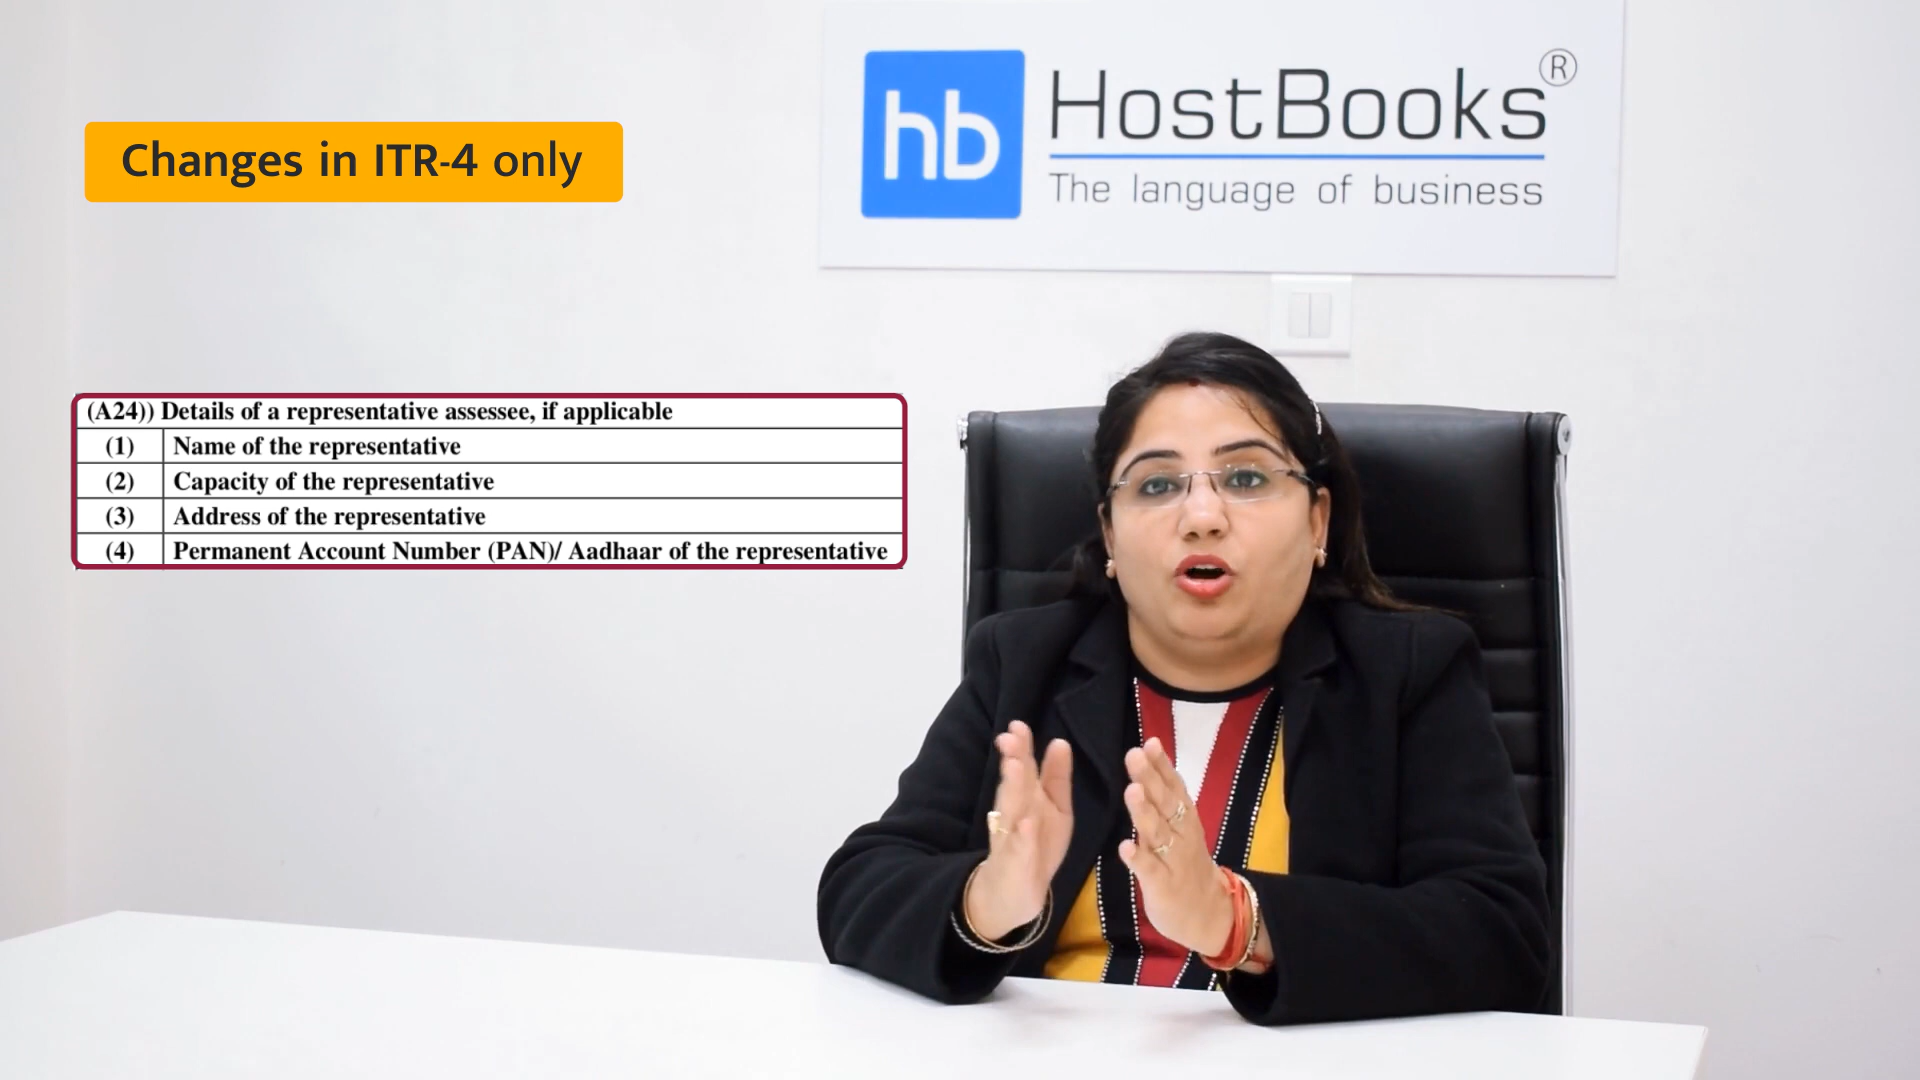 Changes in ITR-4 only
hb HostBooks®
The language of business
(A24)) Details of a representative assessee, if applicable
(1) Name of the representative
(2) Capacity of the representative
(3) Address of the representative
(4) Permanent Account Number (PAN)/ Aadhaar of the representative